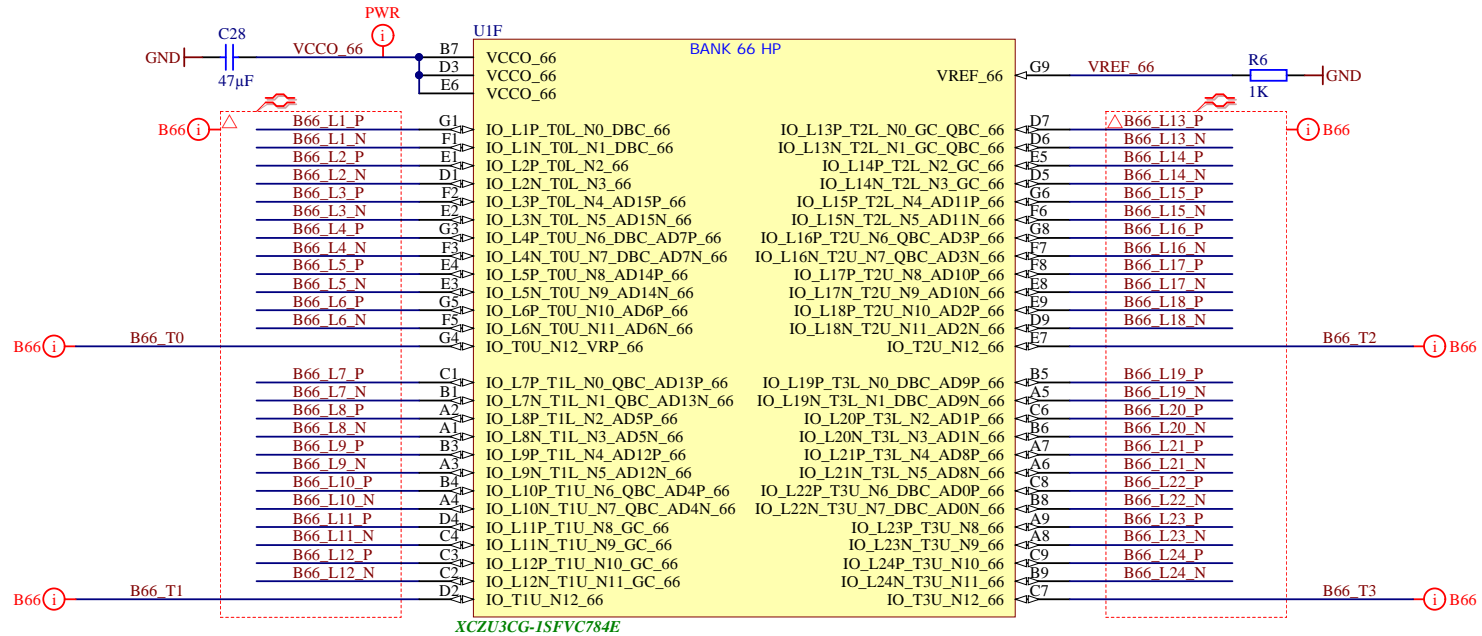 PWR
C28
GND
47µF
VCCO_66
U1F
BANK 66 HP
B7 VCCO_66
D3 VCCO_66
E6 VCCO_66
VREF_66 G9 VREF_66
R6
1K
GND
B66
B66_L1_P G1 IO_L1P_T0L_N0_DBC_66
B66_L1_N F1 IO_L1N_T0L_N1_DBC_66
B66_L2_P E1 IO_L2P_T0L_N2_66
B66_L2_N D1 IO_L2N_T0L_N3_66
B66_L3_P F2 IO_L3P_T0L_N4_AD15P_66
B66_L3_N E2 IO_L3N_T0L_N5_AD15N_66
B66_L4_P G3 IO_L4P_T0U_N6_DBC_AD7P_66
B66_L4_N F3 IO_L4N_T0U_N7_DBC_AD7N_66
B66_L5_P E4 IO_L5P_T0U_N8_AD14P_66
B66_L5_N E3 IO_L5N_T0U_N9_AD14N_66
B66_L6_P G5 IO_L6P_T0U_N10_AD6P_66
B66_L6_N F5 IO_L6N_T0U_N11_AD6N_66
B66 B66_T0 G4 IO_T0U_N12_VRP_66
B66_L7_P C1 IO_L7P_T1L_N0_QBC_AD13P_66
B66_L7_N B1 IO_L7N_T1L_N1_QBC_AD13N_66
B66_L8_P A2 IO_L8P_T1L_N2_AD5P_66
B66_L8_N A1 IO_L8N_T1L_N3_AD5N_66
B66_L9_P B3 IO_L9P_T1L_N4_AD12P_66
B66_L9_N A3 IO_L9N_T1L_N5_AD12N_66
B66_L10_P B4 IO_L10P_T1U_N6_QBC_AD4P_66
B66_L10_N A4 IO_L10N_T1U_N7_QBC_AD4N_66
B66_L11_P D4 IO_L11P_T1U_N8_GC_66
B66_L11_N C4 IO_L11N_T1U_N9_GC_66
B66_L12_P C3 IO_L12P_T1U_N10_GC_66
B66_L12_N C2 IO_L12N_T1U_N11_GC_66
B66 B66_T1 D2 IO_T1U_N12_66
IO_L13P_T2L_N0_GC_QBC_66 D7 B66_L13_P
B66
IO_L13N_T2L_N1_GC_QBC_66 D6 B66_L13_N
IO_L14P_T2L_N2_GC_66 E5 B66_L14_P
IO_L14N_T2L_N3_GC_66 D5 B66_L14_N
IO_L15P_T2L_N4_AD11P_66 G6 B66_L15_P
IO_L15N_T2L_N5_AD11N_66 F6 B66_L15_N
IO_L16P_T2U_N6_QBC_AD3P_66 G8 B66_L16_P
IO_L16N_T2U_N7_QBC_AD3N_66 F7 B66_L16_N
IO_L17P_T2U_N8_AD10P_66 F8 B66_L17_P
IO_L17N_T2U_N9_AD10N_66 E8 B66_L17_N
IO_L18P_T2U_N10_AD2P_66 E9 B66_L18_P
IO_L18N_T2U_N11_AD2N_66 D9 B66_L18_N
IO_T2U_N12_66 E7 B66_T2 B66
IO_L19P_T3L_N0_DBC_AD9P_66 B5 B66_L19_P
IO_L19N_T3L_N1_DBC_AD9N_66 A5 B66_L19_N
IO_L20P_T3L_N2_AD1P_66 C6 B66_L20_P
IO_L20N_T3L_N3_AD1N_66 B6 B66_L20_N
IO_L21P_T3L_N4_AD8P_66 A7 B66_L21_P
IO_L21N_T3L_N5_AD8N_66 A6 B66_L21_N
IO_L22P_T3U_N6_DBC_AD0P_66 C8 B66_L22_P
IO_L22N_T3U_N7_DBC_AD0N_66 B8 B66_L22_N
IO_L23P_T3U_N8_66 A9 B66_L23_P
IO_L23N_T3U_N9_66 A8 B66_L23_N
IO_L24P_T3U_N10_66 C9 B66_L24_P
IO_L24N_T3U_N11_66 B9 B66_L24_N
IO_T3U_N12_66 C7 B66_T3 B66
XCZU3CG-1SFVC784E